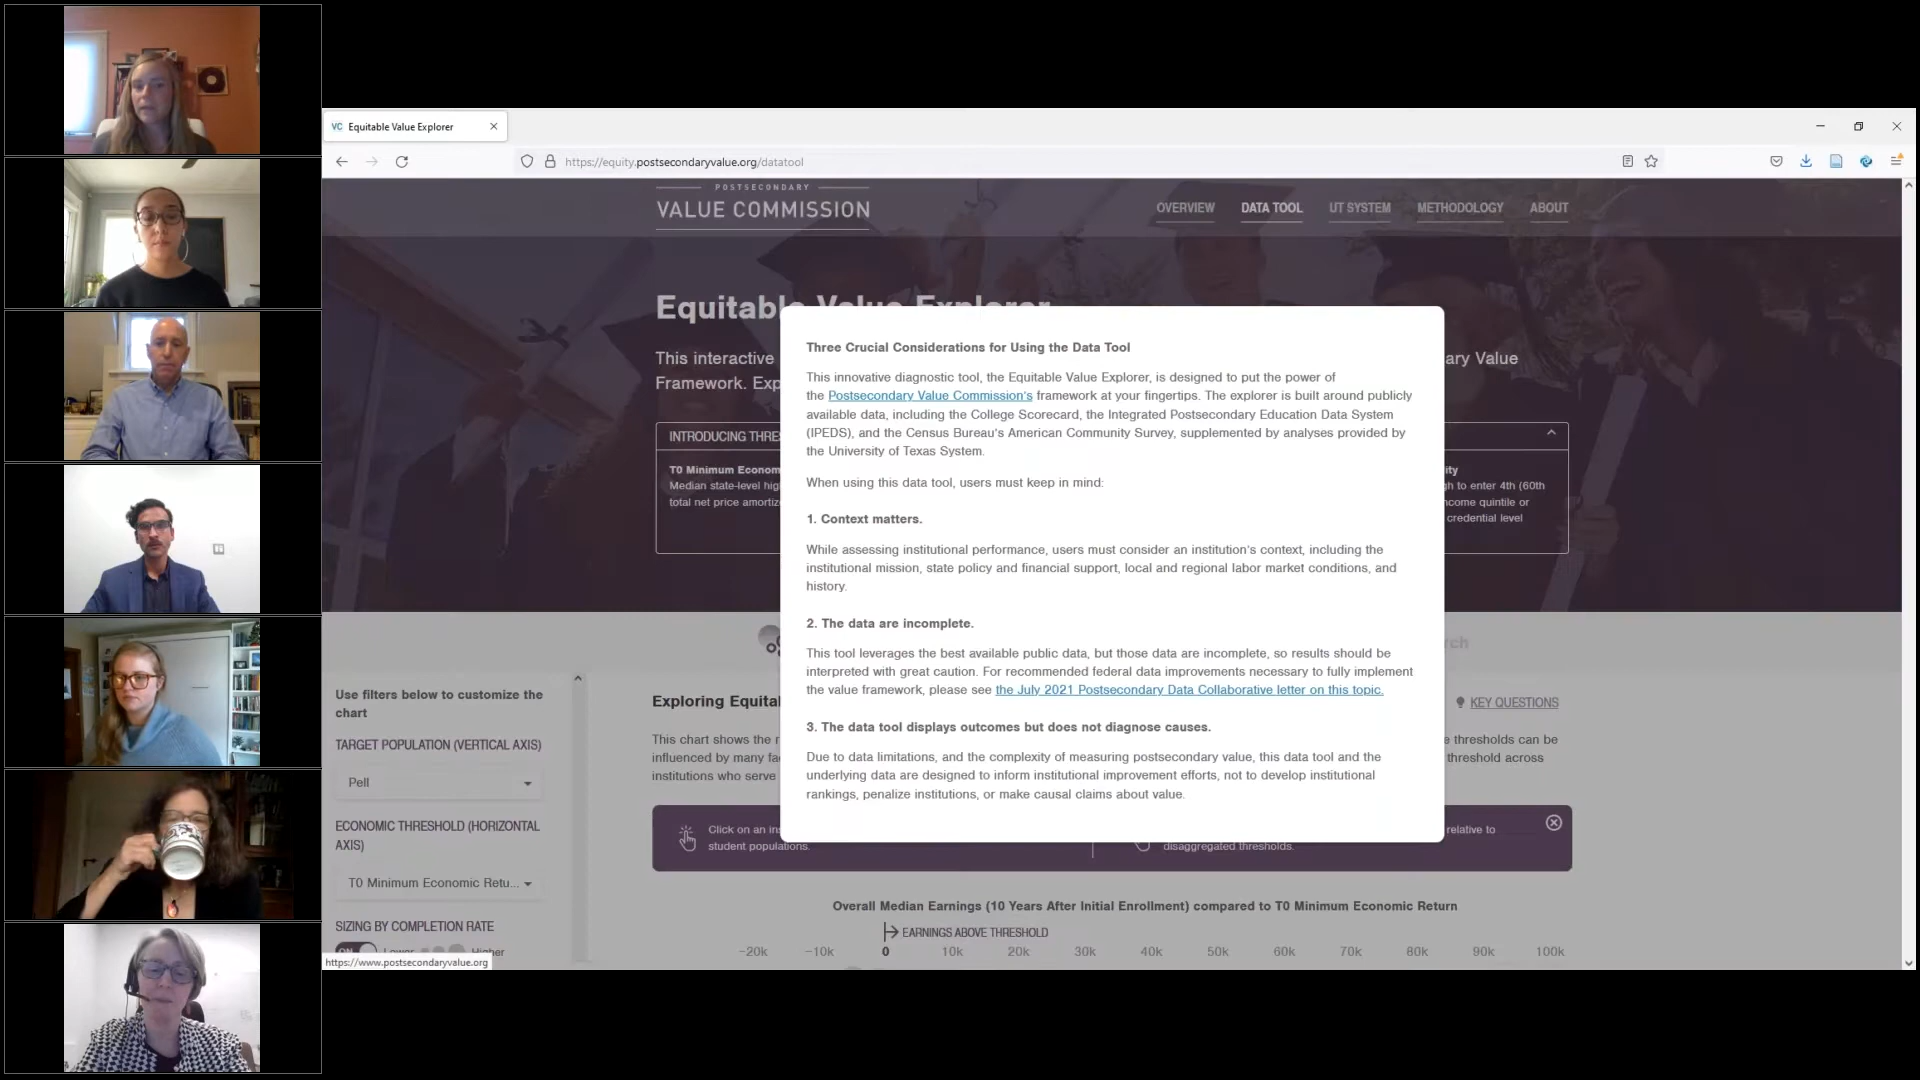 VC Equitable Value Explorer
https://equity.postsecondaryvalue.org/datatool
POSTSECONDARY
VALUE COMMISSION
OVERVIEW DATA TOOL UT SYSTEM METHODOLOGY ABOUT
Equitable Value Explorer
This interactive
ary Value
Framework. Exp
INTRODUCING THRE
T0 Minimum Econom
Median state-level hig
total net price amortiz
ity
gh to enter 4th (60th
ncome quintile or
credential level
Three Crucial Considerations for Using the Data Tool
This innovative diagnostic tool, the Equitable Value Explorer, is designed to put the power of
the Postsecondary Value Commission's framework at your fingertips. The explorer is built around publicly
available data, including the College Scorecard, the Integrated Postsecondary Education Data System
(IPEDS), and the Census Bureau's American Community Survey, supplemented by analyses provided by
the University of Texas System.
When using this data tool, users must keep in mind:
1. Context matters.
While assessing institutional performance, users must consider an institution's context, including the
institutional mission, state policy and financial support, local and regional labor market conditions, and
history.
2. The data are incomplete.
This tool leverages the best available public data, but those data are incomplete, so results should be
interpreted with great caution. For recommended federal data improvements necessary to fully implement
the value framework, please see the July 2021 Postsecondary Data Collaborative letter on this topic.
3. The data tool displays outcomes but does not diagnose causes.
Due to data limitations, and the complexity of measuring postsecondary value, this data tool and the
underlying data are designed to inform institutional improvement efforts, not to develop institutional
rankings, penalize institutions, or make causal claims about value.
rch
Use filters below to customize the
chart
TARGET POPULATION (VERTICAL AXIS)
Pell
ECONOMIC THRESHOLD (HORIZONTAL
AXIS)
T0 Minimum Economic Retu...
SIZING BY COMPLETION RATE
ON Lower Higher
https://www.postsecondaryvalue.org
Exploring Equital
KEY QUESTIONS
This chart shows the r
e thresholds can be
influenced by many fa
threshold across
institutions who serve
Click on an ins
student populations.
relative to
disaggregated thresholds.
Overall Median Earnings (10 Years After Initial Enrollment) compared to T0 Minimum Economic Return
EARNINGS ABOVE THRESHOLD
−20k −10k 0 10k 20k 30k 40k 50k 60k 70k 80k 90k 100k